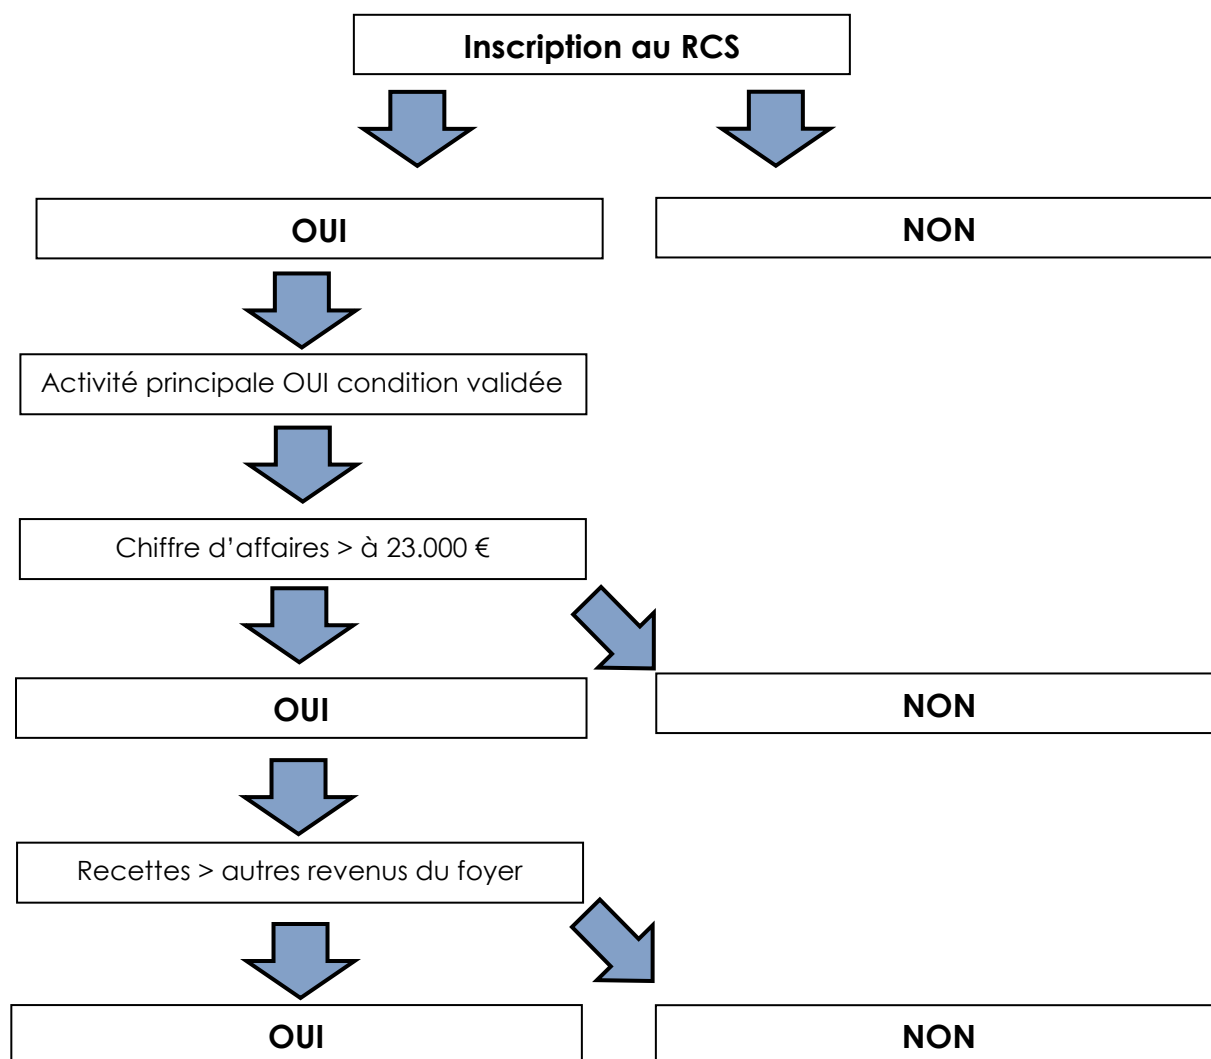 Inscription au RCS
OUI
NON
Activité principale OUI condition validée
Chiffre d’affaires > à 23.000 €
OUI
NON
Recettes > autres revenus du foyer
OUI
NON